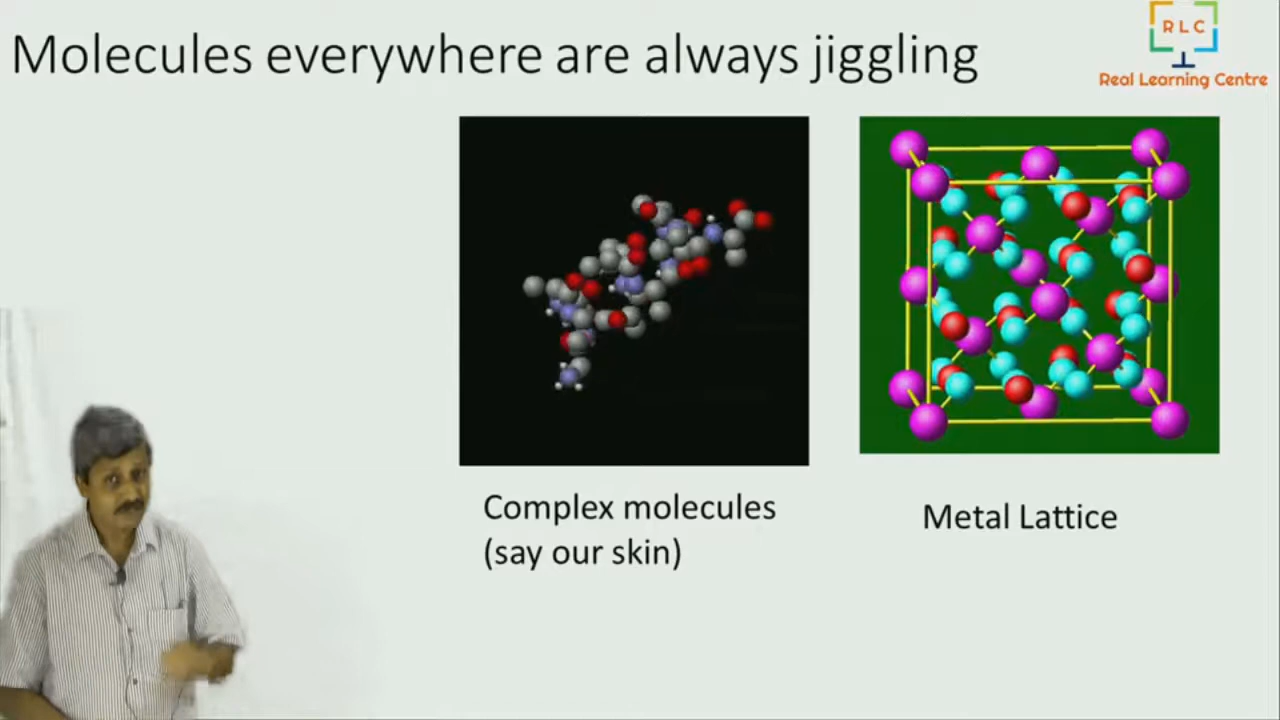 Molecules everywhere are always jiggling
RLC
Real Learning Centre
Complex molecules
(say our skin)
Metal Lattice